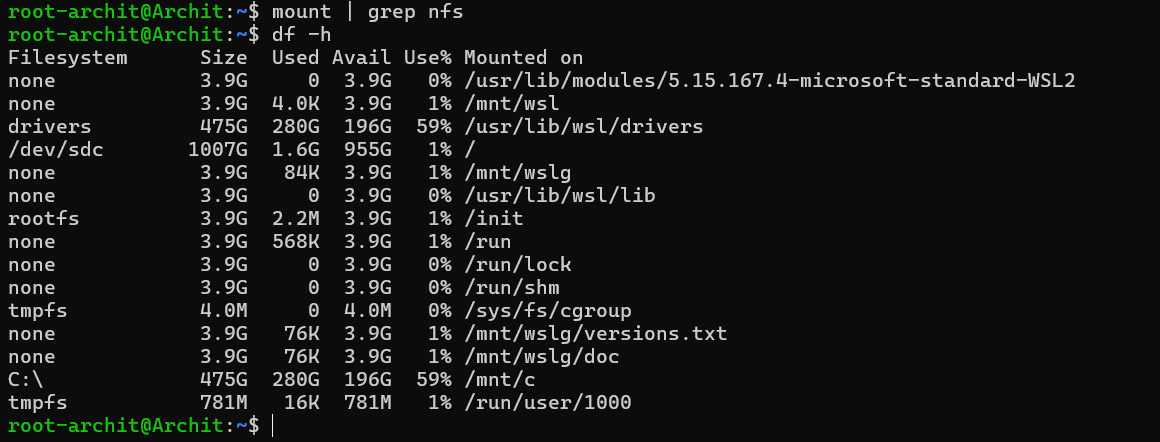 root-archit@Archit:~$ mount | grep nfs
root-archit@Archit:~$ df -h
Filesystem      Size  Used Avail Use% Mounted on
none            3.9G     0  3.9G   0% /usr/lib/modules/5.15.167.4-microsoft-standard-WSL2
none            3.9G  4.0K  3.9G   1% /mnt/wsl
drivers         475G  280G  196G  59% /usr/lib/wsl/drivers
/dev/sdc       1007G  1.6G  955G   1% /
none            3.9G   84K  3.9G   1% /mnt/wslg
none            3.9G     0  3.9G   0% /usr/lib/wsl/lib
rootfs          3.9G  2.2M  3.9G   1% /init
none            3.9G  568K  3.9G   1% /run
none            3.9G     0  3.9G   0% /run/lock
none            3.9G     0  3.9G   0% /run/shm
tmpfs           4.0M     0  4.0M   0% /sys/fs/cgroup
none            3.9G   76K  3.9G   1% /mnt/wslg/versions.txt
none            3.9G   76K  3.9G   1% /mnt/wslg/doc
C:\             475G  280G  196G  59% /mnt/c
tmpfs           781M   16K  781M   1% /run/user/1000
root-archit@Archit:~$